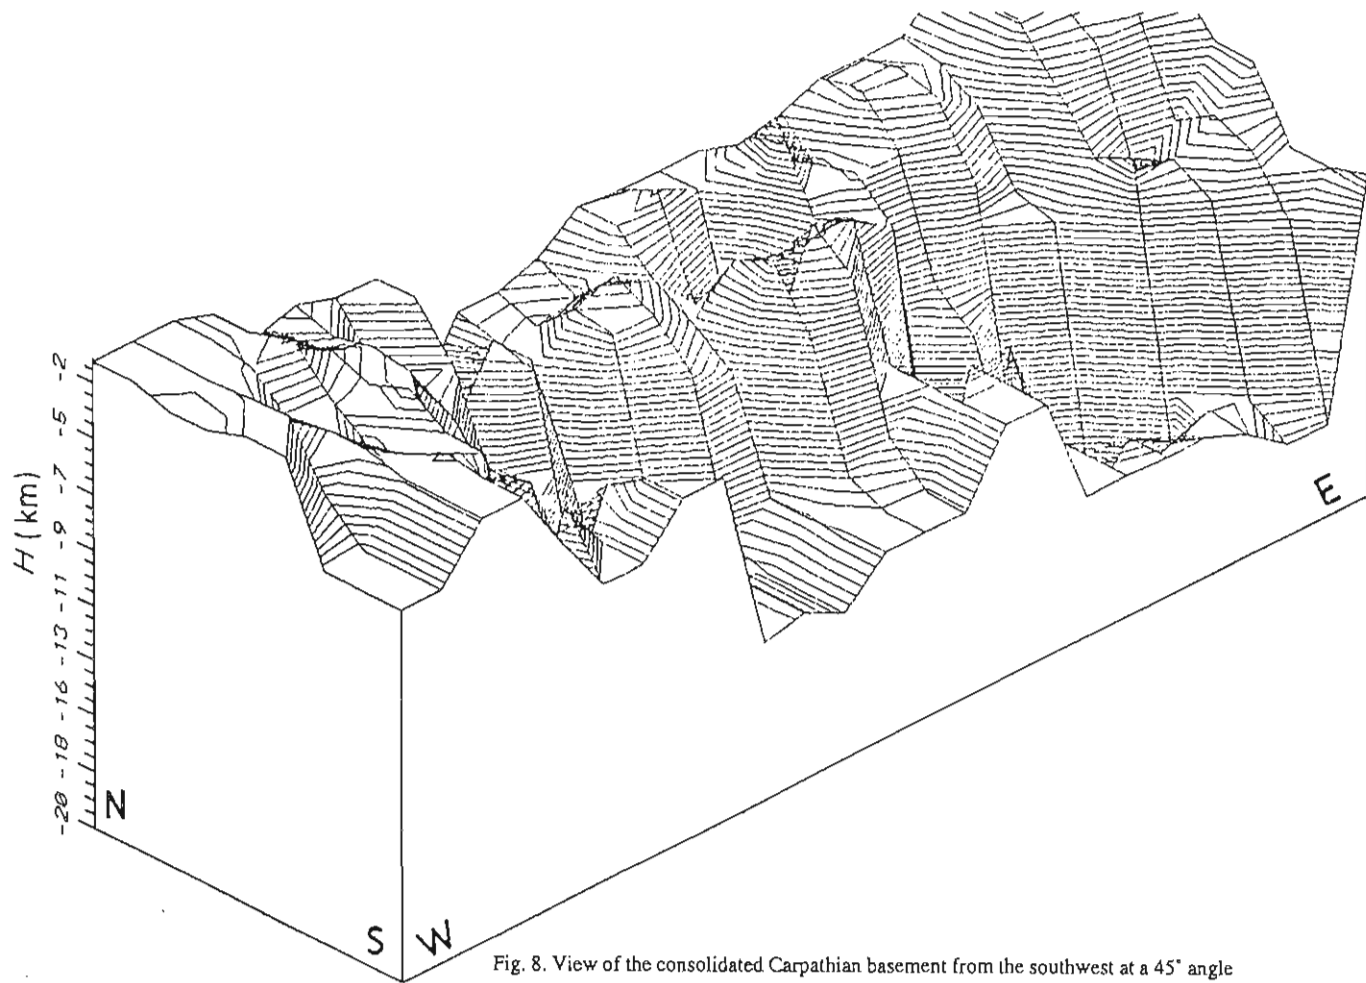 -2
-5
-7
-9
-11
-13
-16
-18
-20
H (km)
N
S
W
E
Fig. 8. View of the consolidated Carpathian basement from the southwest at a 45° angle